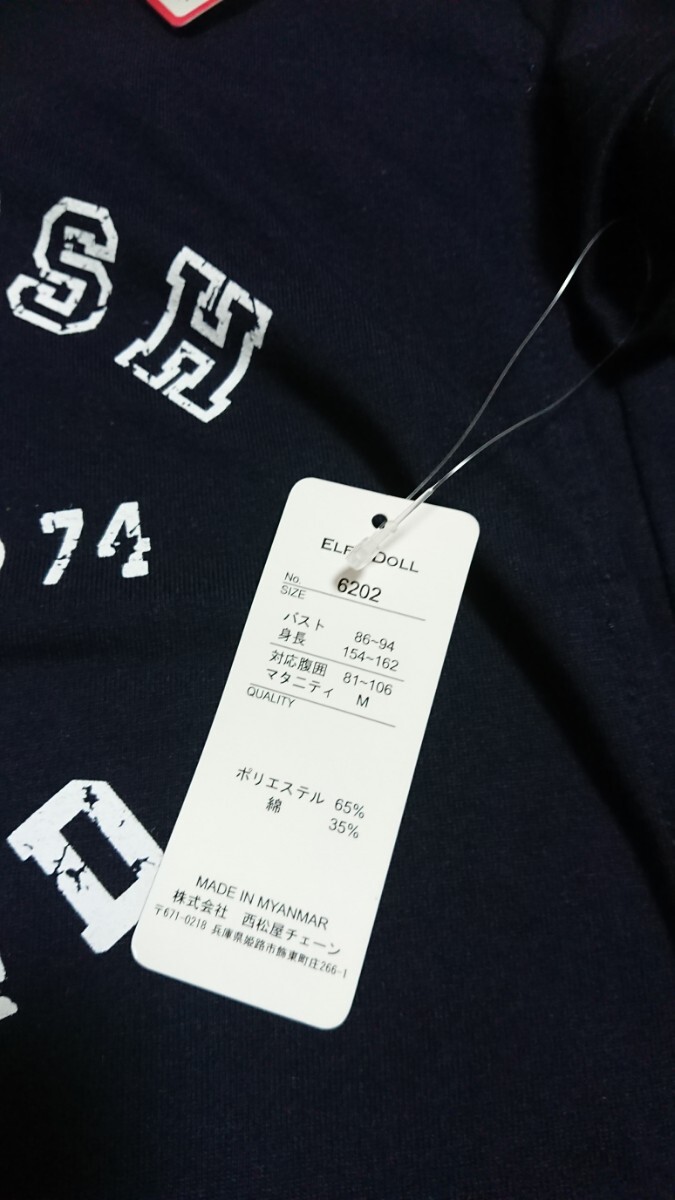 SH
74
D
ELF DOLL
No. 6202
SIZE
バスト 86~94
身長 154~162
対応腹囲 81~106
マタニティ M
QUALITY
ポリエステル 65%
綿 35%
MADE IN MYANMAR
株式会社 西松屋チェーン
〒671-0218 兵庫県姫路市飾東町庄266-1